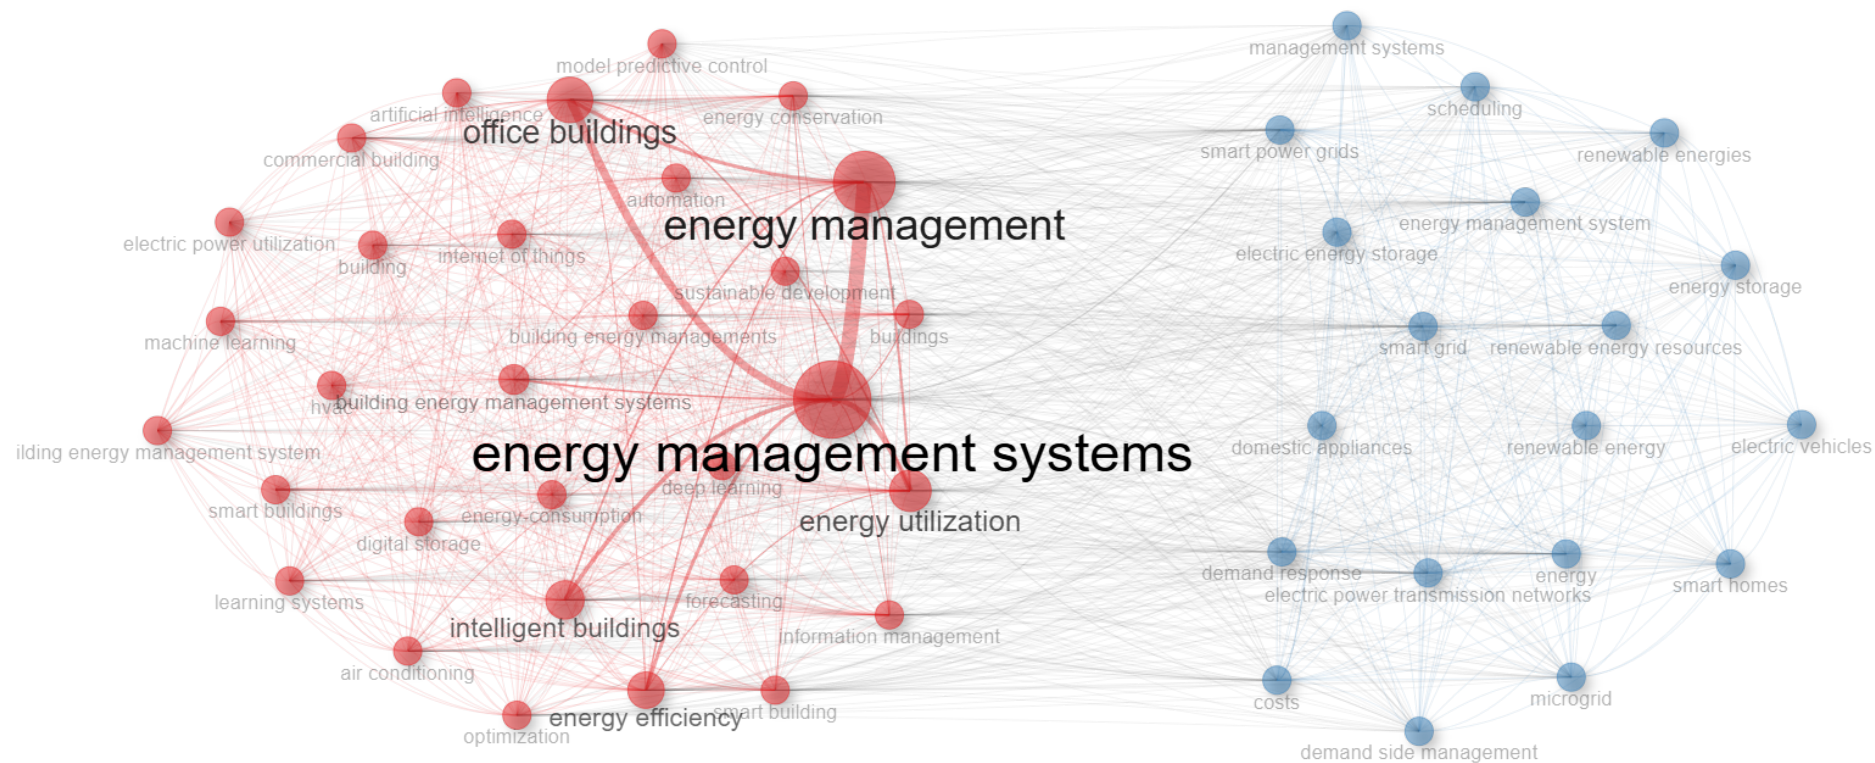 management systems
model predictive control
scheduling
artificial intelligence
energy conservation
office buildings
smart power grids
renewable energies
commercial building
automation
energy management
energy management system
electric power utilization
internet of things
electric energy storage
building
sustainable development
energy storage
building energy managements
buildings
machine learning
smart grid
renewable energy resources
hvac
building energy management systems
ilding energy management system
energy management systems
domestic appliances
renewable energy
electric vehicles
deep learning
smart buildings
energy-consumption
energy utilization
digital storage
demand response
energy
smart homes
learning systems
forecasting
electric power transmission networks
intelligent buildings
information management
air conditioning
costs
microgrid
energy efficiency
smart building
optimization
demand side management